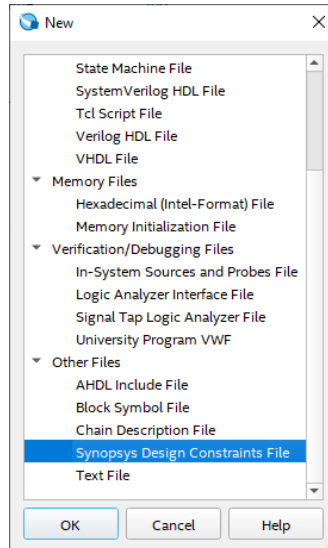 New
State Machine File
SystemVerilog HDL File
Tcl Script File
Verilog HDL File
VHDL File
Memory Files
Hexadecimal (Intel-Format) File
Memory Initialization File
Verification/Debugging Files
In-System Sources and Probes File
Logic Analyzer Interface File
Signal Tap Logic Analyzer File
University Program VWF
Other Files
AHDL Include File
Block Symbol File
Chain Description File
Synopsys Design Constraints File
Text File
OK Cancel Help